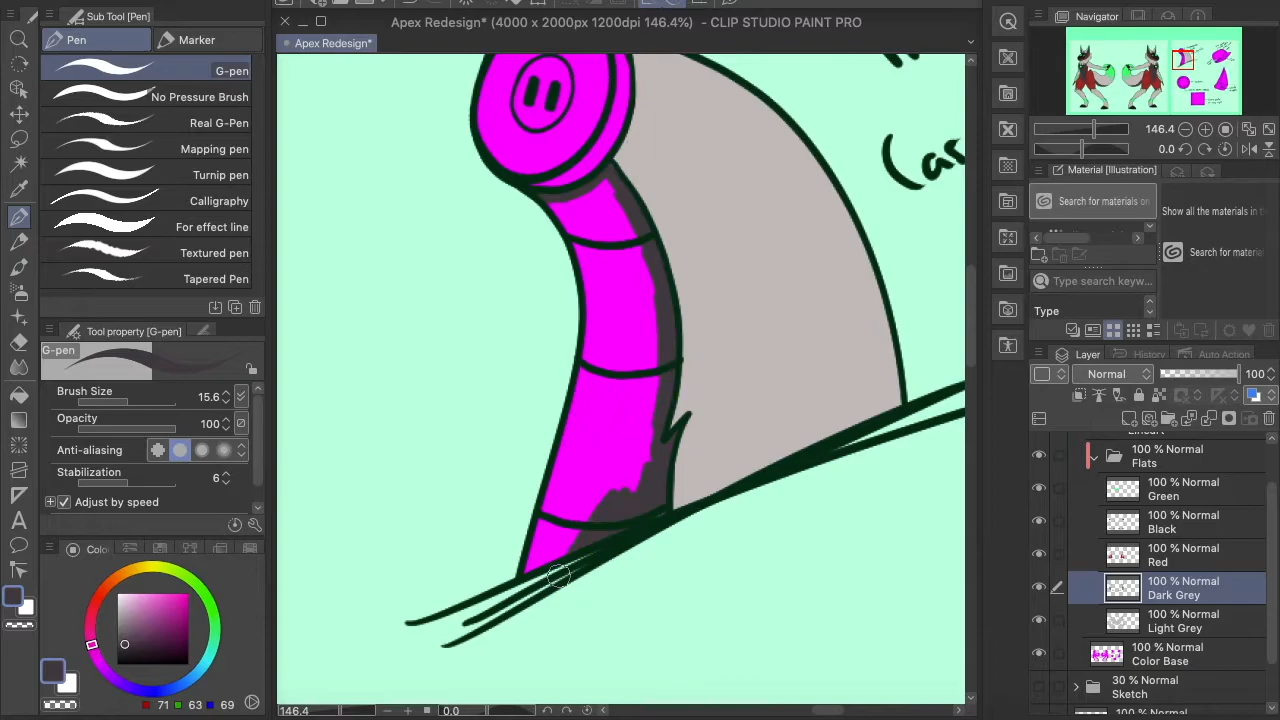 Sub Tool [Pen]
Apex Redesign* (4000 x 2000px 1200dpi 146.4%) - CLIP STUDIO PAINT PRO
Navigator
Pen
Marker
Apex Redesign*
G-pen
No Pressure Brush
Real G-Pen
Mapping pen
Turnip pen
Calligraphy
For effect line
Textured pen
Tapered Pen
146.4
0.0
Material [Illustration]
Search for materials on
Show all the materials in t
Search for materia
Type search keyw...
Type
Tool property [G-pen]
G-pen
Brush Size
15.6
Opacity
100
Anti-aliasing
Stabilization
6
Adjust by speed
Layer
History
Auto Action
Normal
100
100 % Normal
Flats
100 % Normal
Green
100 % Normal
Black
100 % Normal
Red
100 % Normal
Dark Grey
100 % Normal
Light Grey
100 % Normal
Color Base
30 % Normal
Sketch
100 % Normal
Colo
71
63
69
146.4
0.0